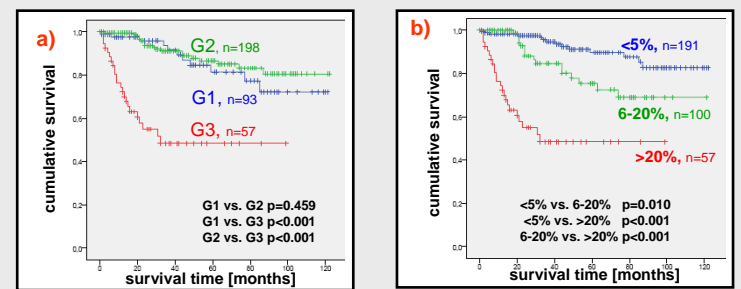 a)
cumulative survival
1,0
0,8
0,6
0,4
0,2
0,0
G2, n=198
G1, n=93
G3, n=57
G1 vs. G2 p=0.459
G1 vs. G3 p<0.001
G2 vs. G3 p<0.001
0 20 40 60 80 100 120
survival time [months]
b)
cumulative survival
1,0
0,8
0,6
0,4
0,2
0,0
<5%, n=191
6-20%, n=100
>20%, n=57
<5% vs. 6-20% p=0.010
<5% vs. >20% p<0.001
6-20% vs. >20% p<0.001
0 20 40 60 80 100 120
survival time [months]